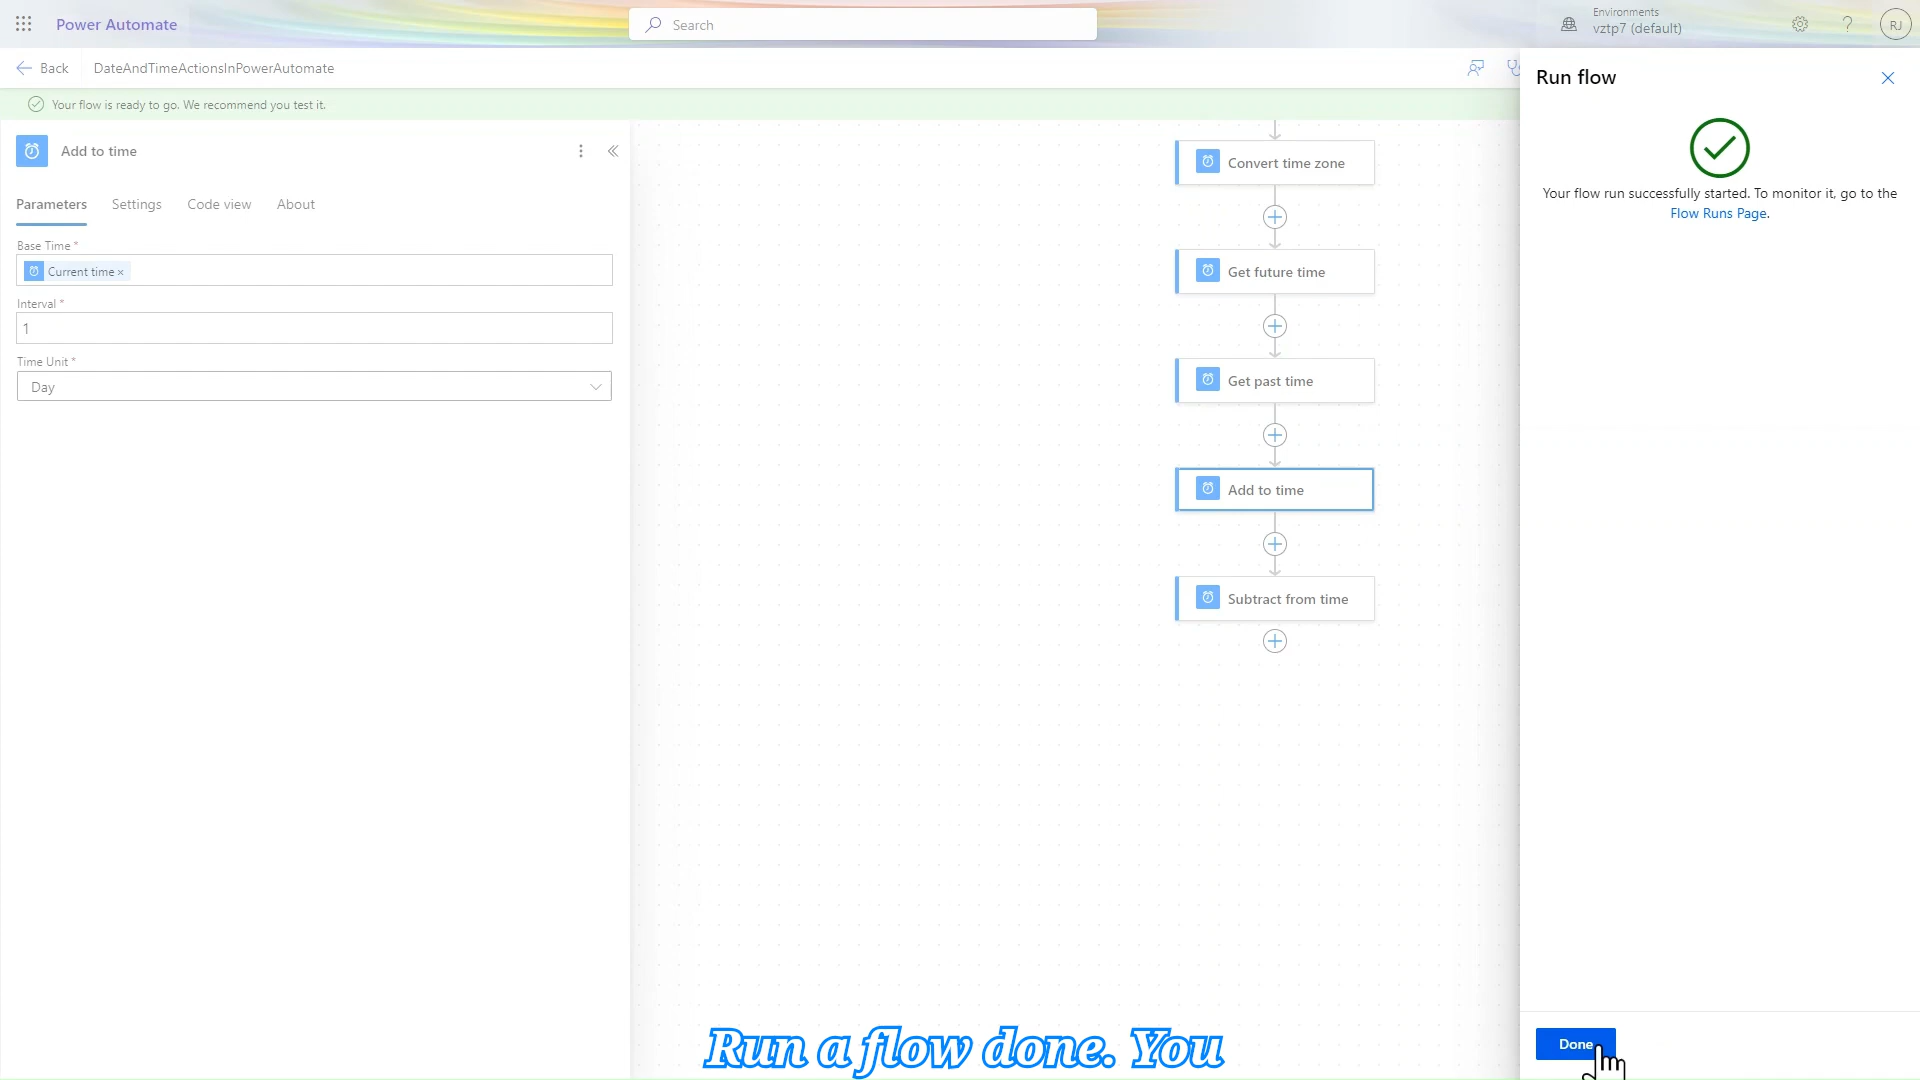 Power Automate
Search
Environments
vztp7 (default)
?
RJ
Back
DateAndTimeActionsInPowerAutomate
Your flow is ready to go. We recommend you test it.
Add to time
Parameters
Settings
Code view
About
Base Time *
Current time ×
Interval *
1
Time Unit *
Day
Convert time zone
Get future time
Get past time
Add to time
Subtract from time
Run flow
Your flow run successfully started. To monitor it, go to the
Flow Runs Page.
Done
Run a flow done. You